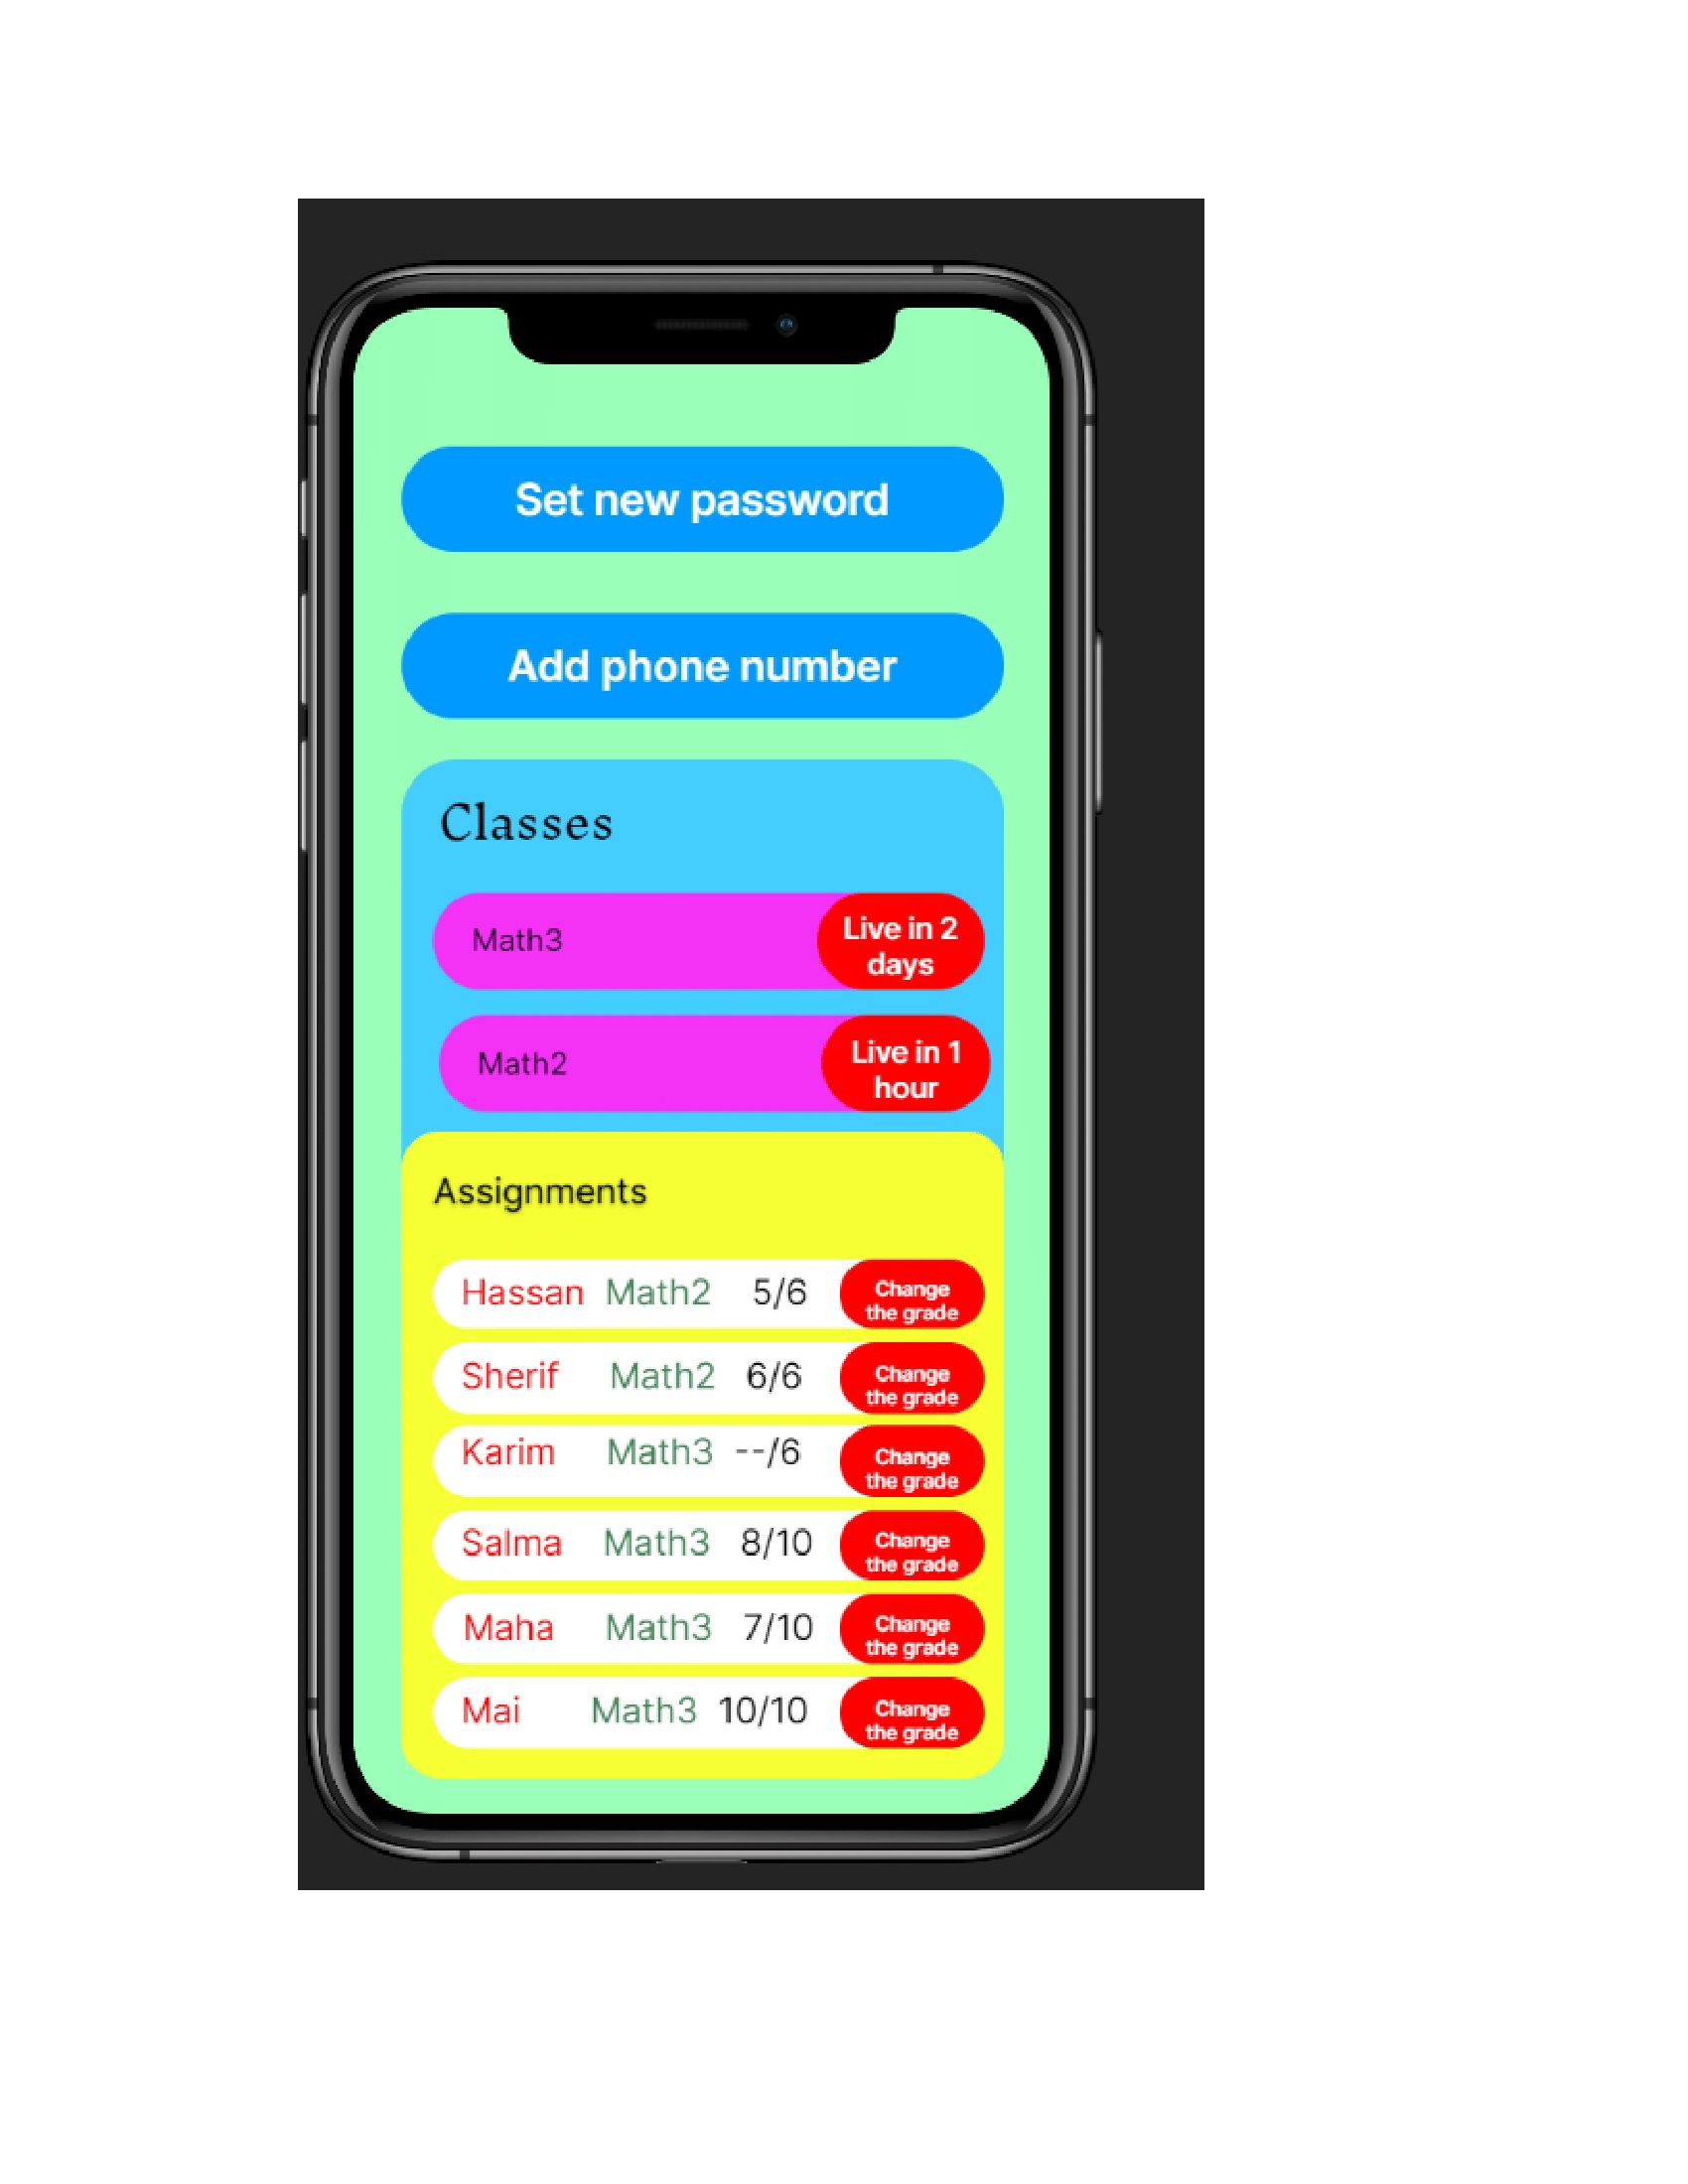 Set new password
Add phone number
Classes
Math3
Live in 2
days
Math2
Live in 1
hour
Assignments
Hassan Math2 5/6
Change
the grade
Sherif Math2 6/6
Change
the grade
Karim Math3 --/6
Change
the grade
Salma Math3 8/10
Change
the grade
Maha Math3 7/10
Change
the grade
Mai Math3 10/10
Change
the grade